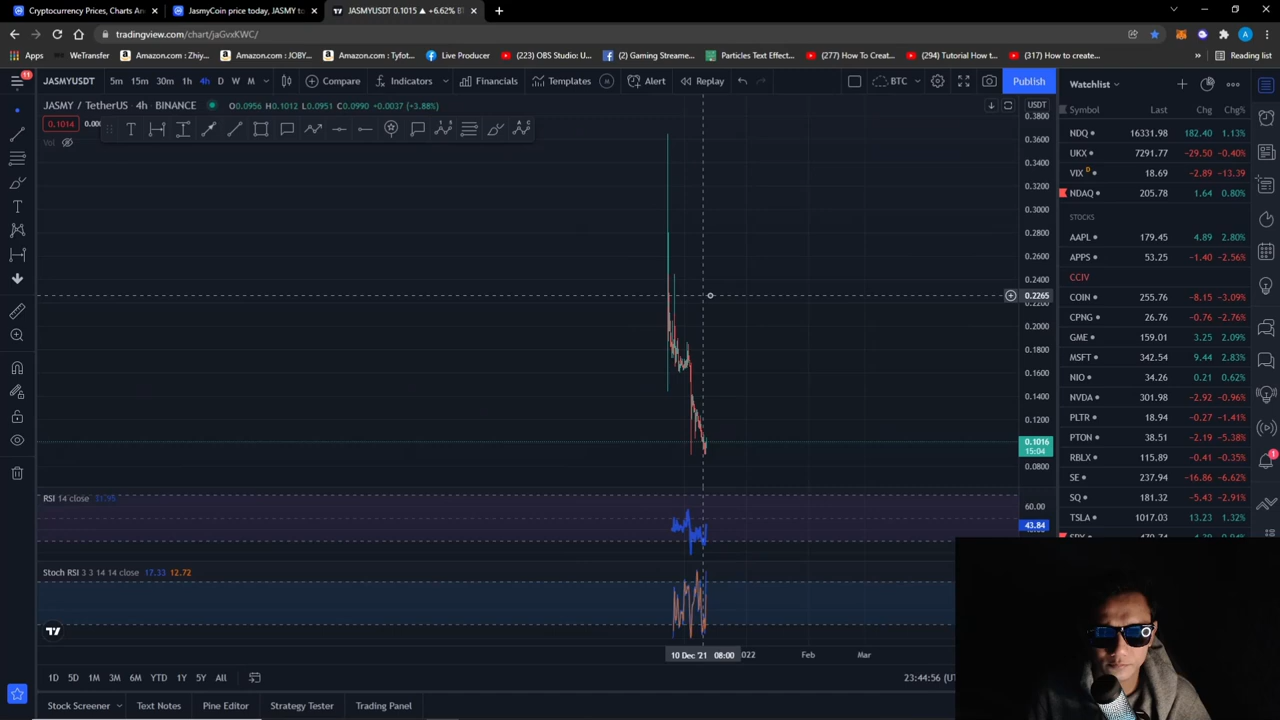 Cryptocurrency Prices, Charts An
JasmyCoin price today, JASMY to
JASMYUSDT 0.1015 ▲ +6.62% B
tradingview.com/chart/jaGvxKWC/
Apps
WeTransfer
Amazon.com : Zhiy...
Amazon.com : JOBY...
Amazon.com : Tyfot...
Live Producer
(223) OBS Studio: U...
(2) Gaming Streame...
Particles Text Effect...
(277) How To Creat...
(294) Tutorial How t...
(317) How to create...
Reading list
11
JASMYUSDT
5m 15m 30m 1h 4h D W M
Compare
Indicators
Financials
Templates
Alert
Replay
BTC
Publish
JASMY / TetherUS 4h BINANCE
O0.0956 H0.1012 L0.0951 C0.0990 +0.0037 (+3.88%)
0.1014
Vol
USDT
0.3800
0.3600
0.3400
0.3200
0.3000
0.2800
0.2600
0.2400
0.2265
0.2200
0.2000
0.1800
0.1600
0.1400
0.1200
0.1016
15:04
0.0800
RSI 14 close 31.95
60.00
43.84
Stoch RSI 3 3 14 14 close 17.33 12.72
10 Dec '21 08:00
022
Feb
Mar
1D 5D 1M 3M 6M YTD 1Y 5Y All
23:44:56 (UT
Stock Screener
Text Notes
Pine Editor
Strategy Tester
Trading Panel
Watchlist
Symbol Last Chg Chg%
NDQ 16331.98 182.40 1.13%
UKX 7291.77 -29.50 -0.40%
VIX D 18.69 -2.89 -13.39
NDAQ 205.78 1.64 0.80%
STOCKS
AAPL 179.45 4.89 2.80%
APPS 53.25 -1.40 -2.56%
CCIV
COIN 255.76 -8.15 -3.09%
CPNG 26.76 -0.76 -2.76%
GME 159.01 3.25 2.09%
MSFT 342.54 9.44 2.83%
NIO 34.26 0.21 0.62%
NVDA 301.98 -2.92 -0.96%
PLTR 18.94 -0.27 -1.41%
PTON 38.51 -2.19 -5.38%
RBLX 115.89 -0.41 -0.35%
SE 237.94 -16.86 -6.62%
SQ 181.32 -5.43 -2.91%
TSLA 1017.03 13.23 1.32%
1